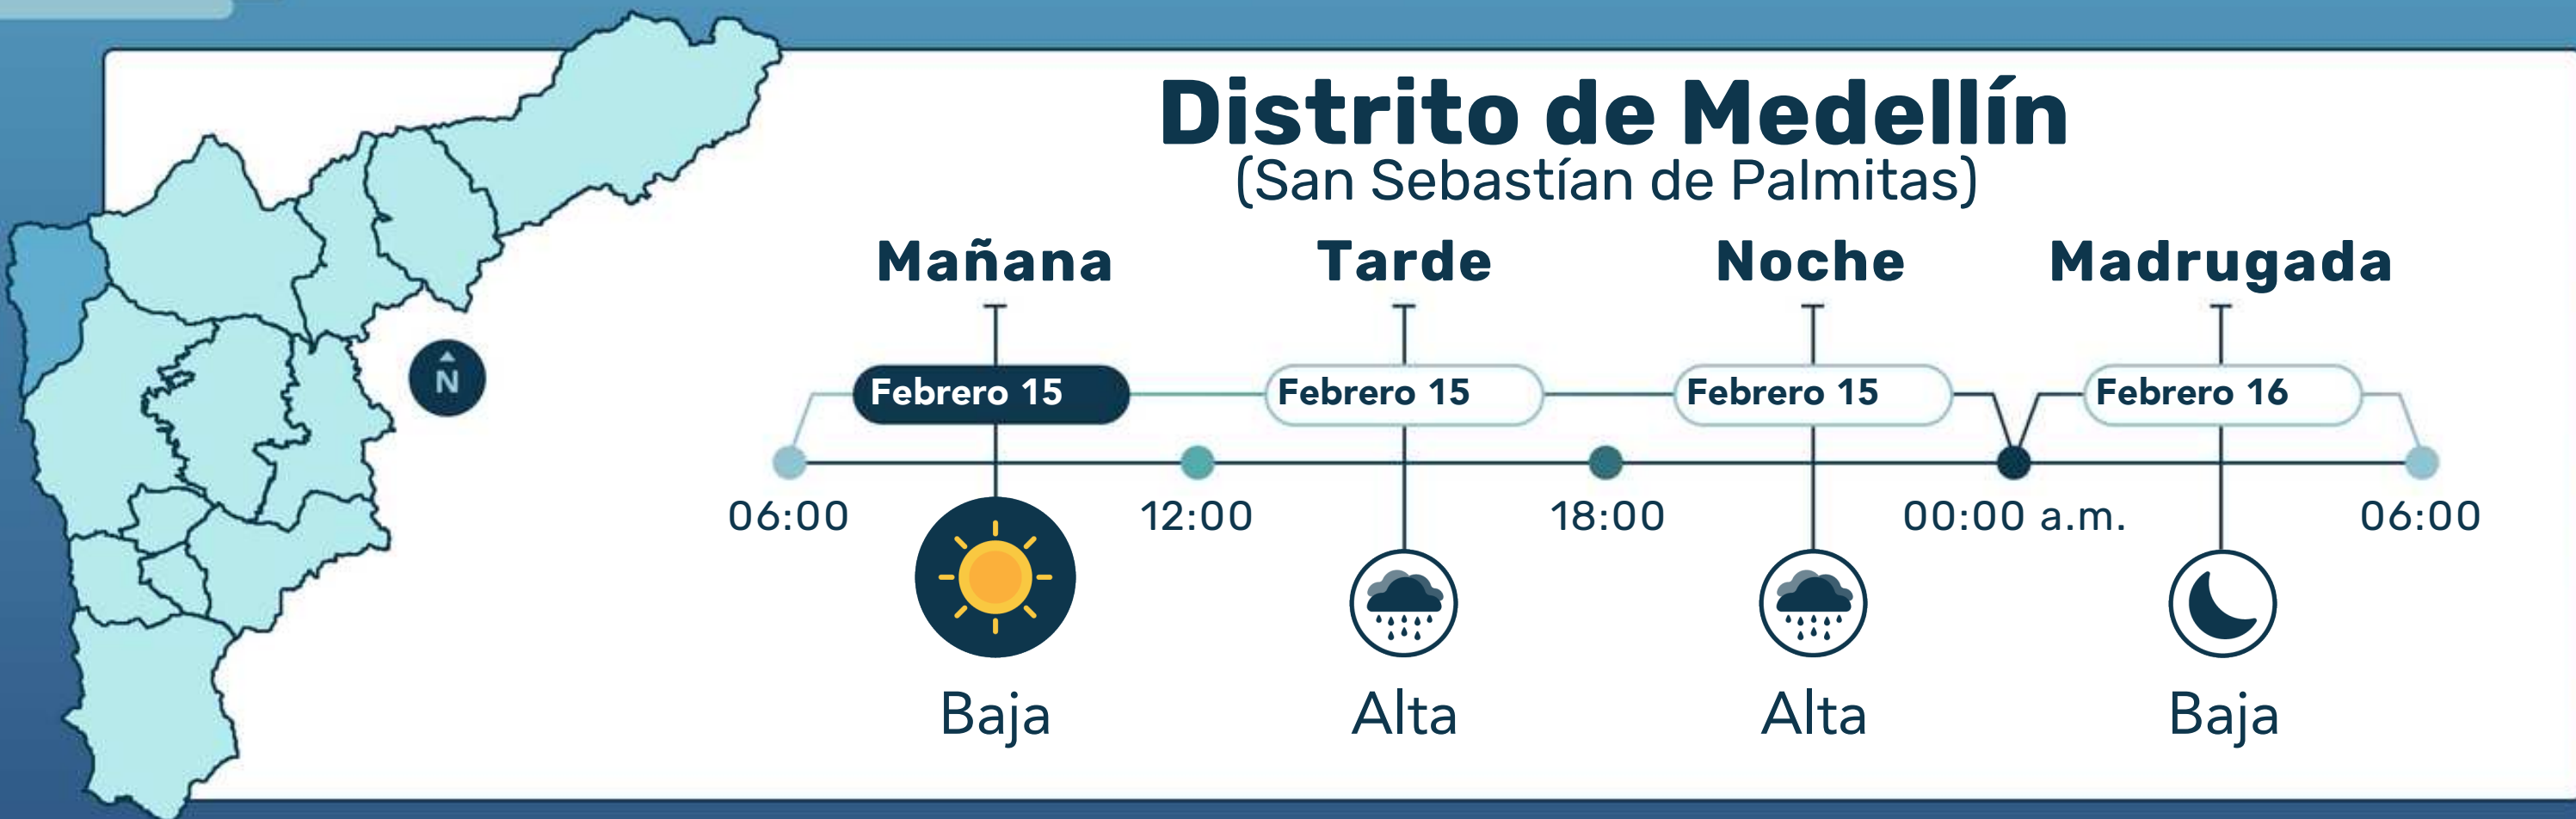 Distrito de Medellín
(San Sebastían de Palmitas)
Mañana Tarde Noche Madrugada
Febrero 15 Febrero 15 Febrero 15 Febrero 16
N
06:00 12:00 18:00 00:00 a.m. 06:00
Baja Alta Alta Baja